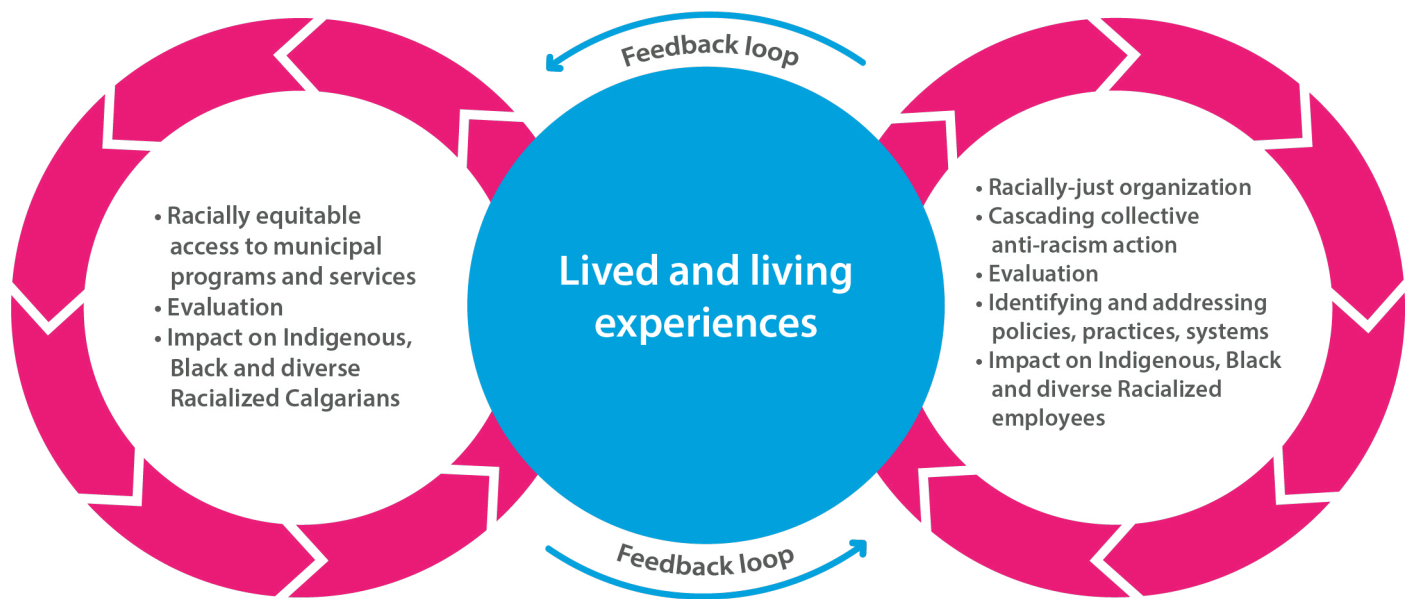 Feedback loop
• Racially equitable
access to municipal
programs and services
• Evaluation
• Impact on Indigenous,
Black and diverse
Racialized Calgarians
Lived and living
experiences
• Racially-just organization
• Cascading collective
anti-racism action
• Evaluation
• Identifying and addressing
policies, practices, systems
• Impact on Indigenous, Black
and diverse Racialized
employees
Feedback loop